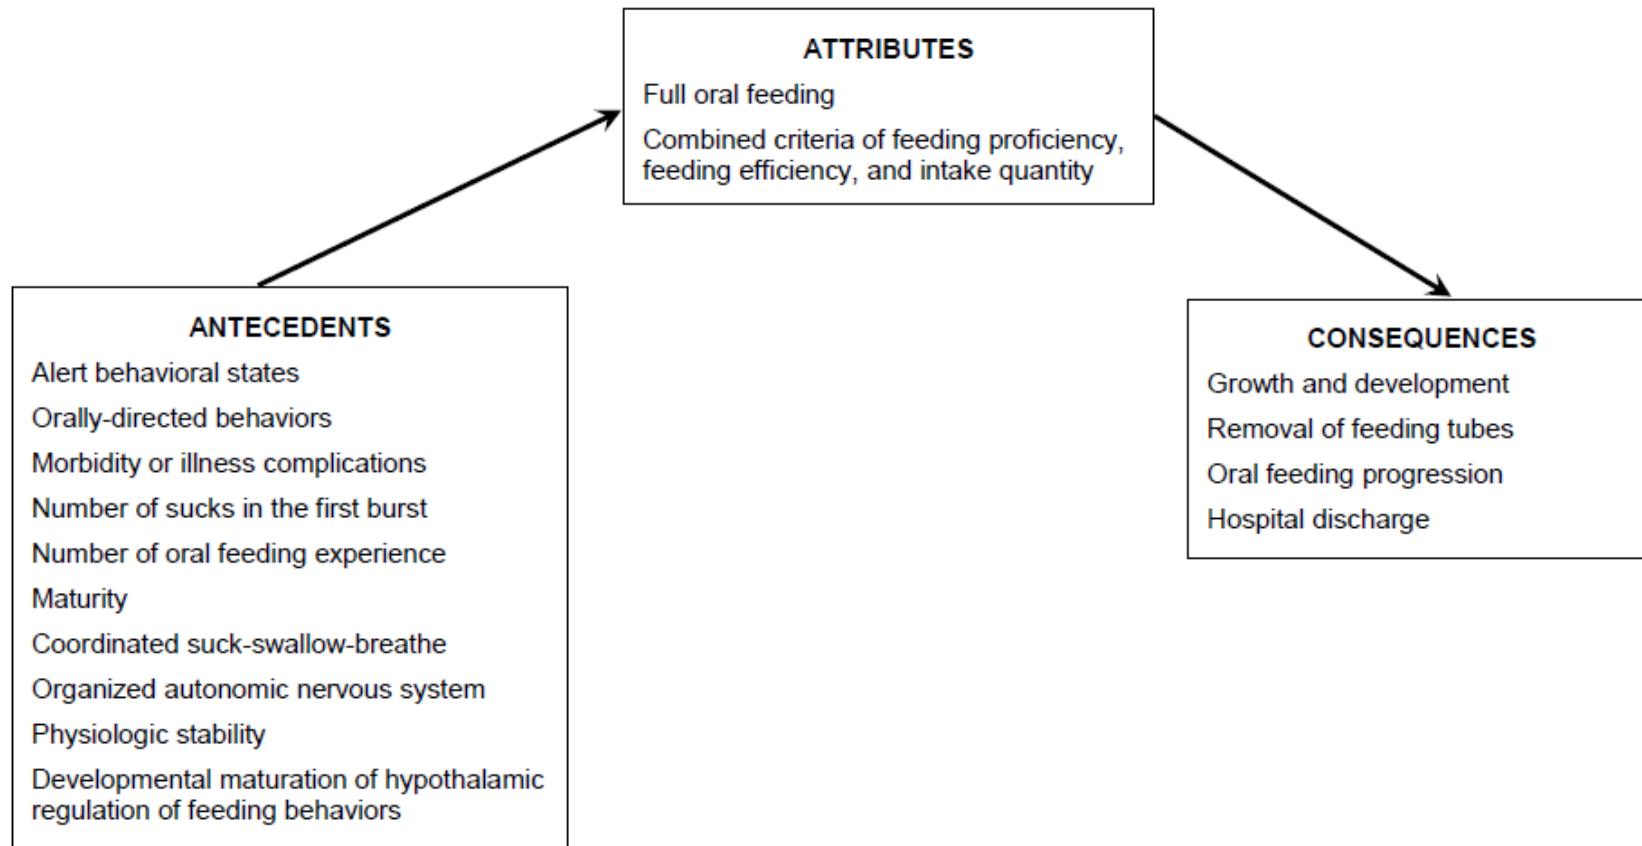 ATTRIBUTES
Full oral feeding
Combined criteria of feeding proficiency,
feeding efficiency, and intake quantity
ANTECEDENTS
Alert behavioral states
Orally-directed behaviors
Morbidity or illness complications
Number of sucks in the first burst
Number of oral feeding experience
Maturity
Coordinated suck-swallow-breathe
Organized autonomic nervous system
Physiologic stability
Developmental maturation of hypothalamic
regulation of feeding behaviors
CONSEQUENCES
Growth and development
Removal of feeding tubes
Oral feeding progression
Hospital discharge